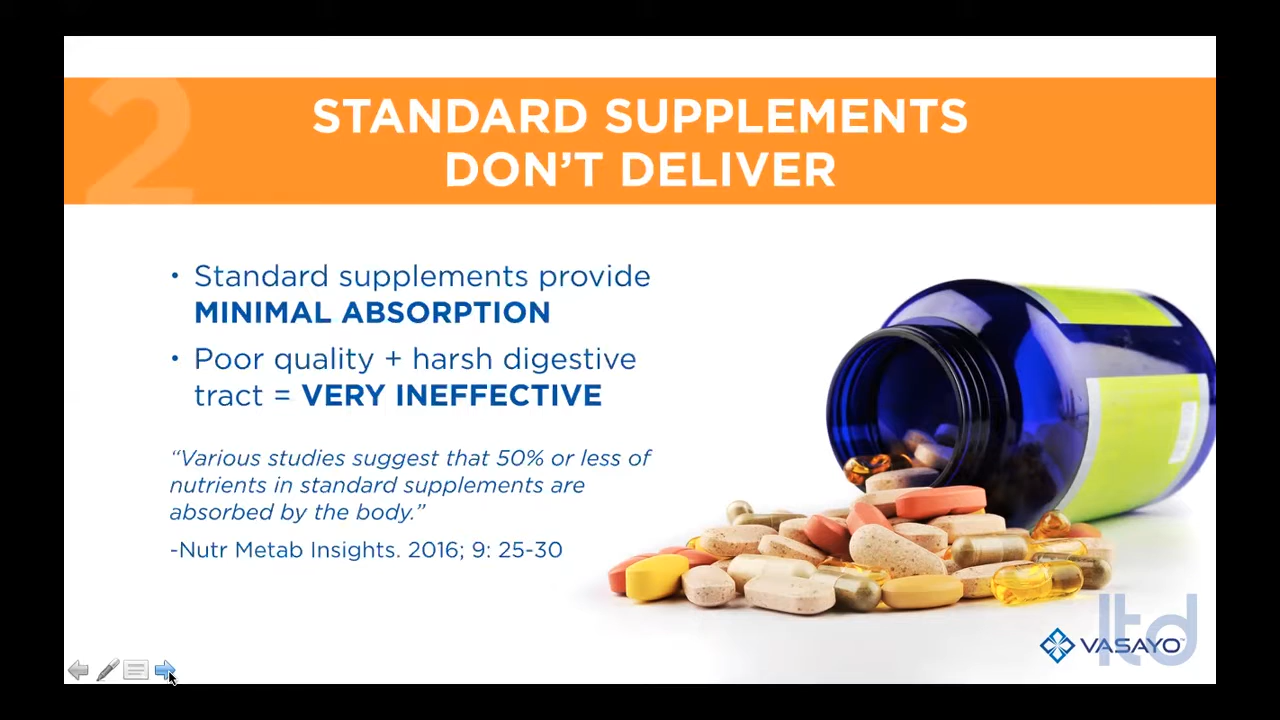 2
STANDARD SUPPLEMENTS
DON'T DELIVER
• Standard supplements provide
MINIMAL ABSORPTION
• Poor quality + harsh digestive
tract = VERY INEFFECTIVE
“Various studies suggest that 50% or less of
nutrients in standard supplements are
absorbed by the body.”
-Nutr Metab Insights. 2016; 9: 25-30
ltd
VASAYO™